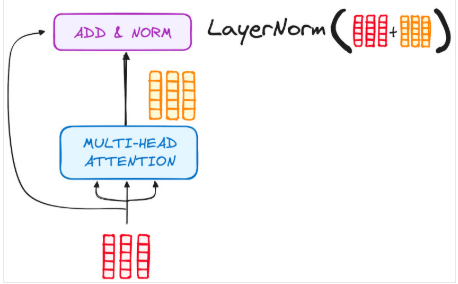 ADD & NORM
LayerNorm ( + )
MULTI-HEAD
ATTENTION